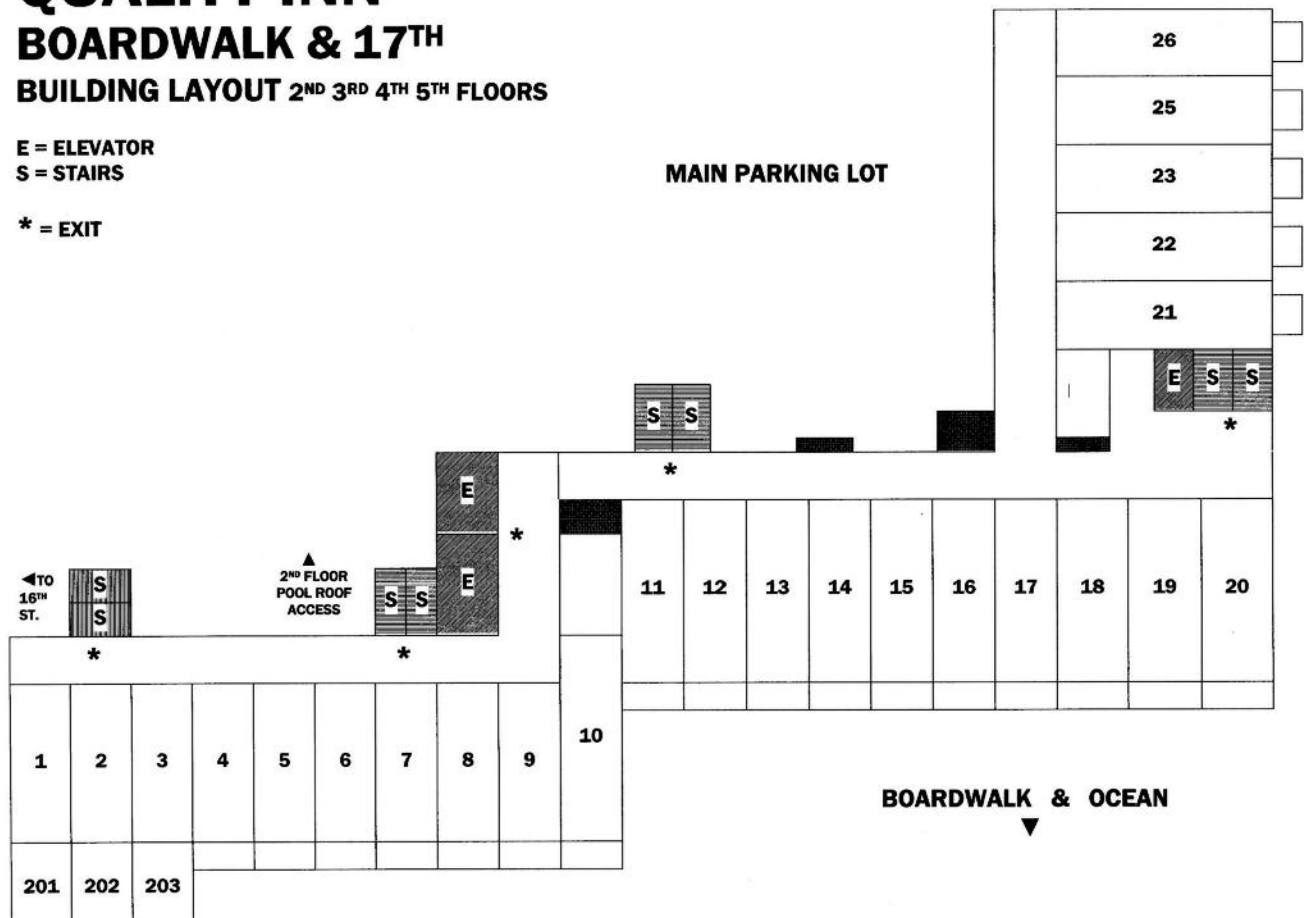 QUALITY INN
BOARDWALK & 17TH
BUILDING LAYOUT 2ND 3RD 4TH 5TH FLOORS
E = ELEVATOR
S = STAIRS
* = EXIT
MAIN PARKING LOT
26
25
23
22
21
E S S
*
S S
*
E
*
E
◀TO
16TH
ST.
S
S
*
▲
2ND FLOOR
POOL ROOF
ACCESS
S S
*
11 12 13 14 15 16 17 18 19 20
1 2 3 4 5 6 7 8 9 10
201 202 203
BOARDWALK & OCEAN
▼